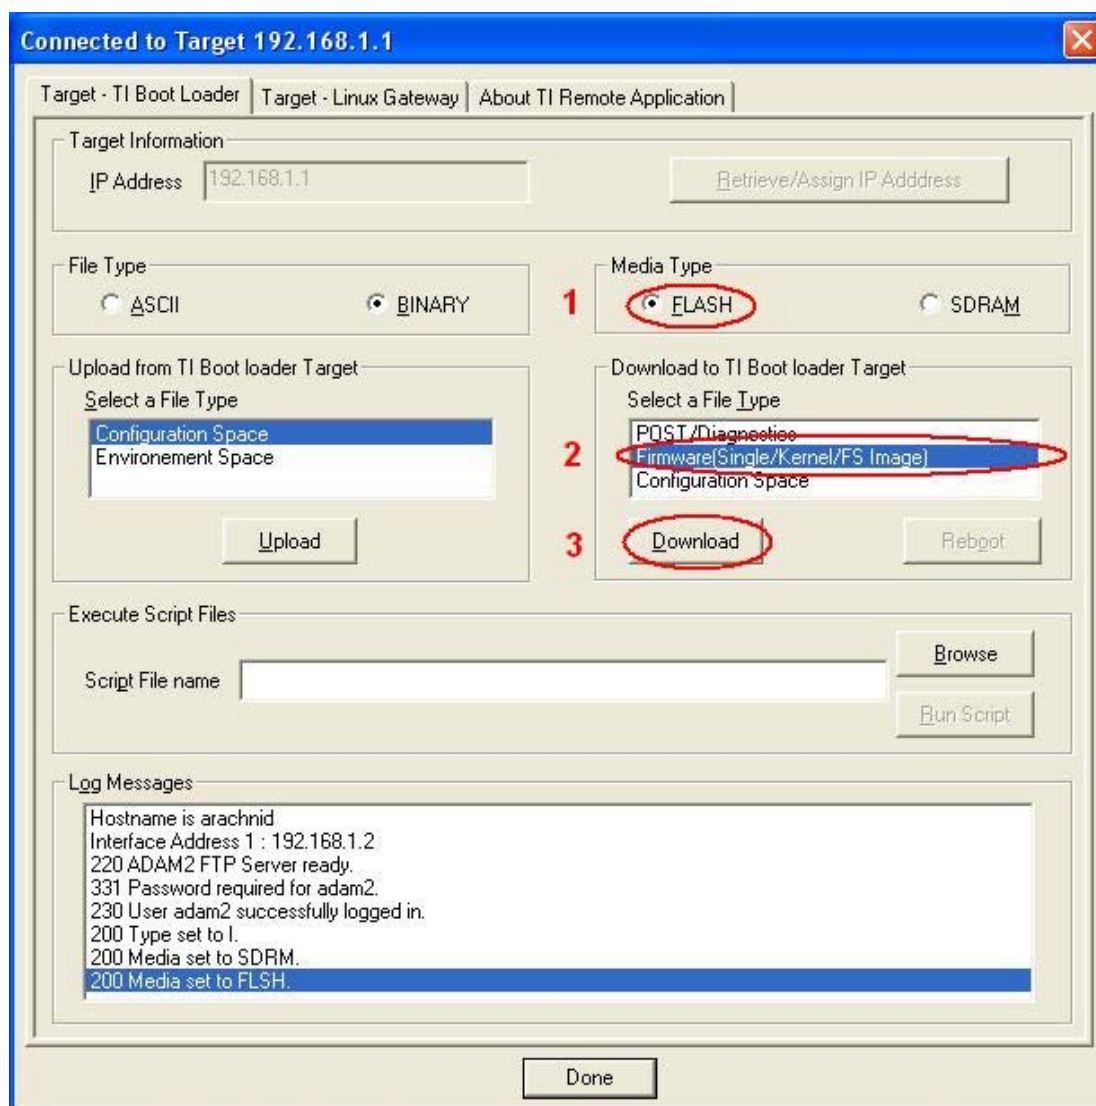 Connected to Target 192.168.1.1
Target - TI Boot Loader Target - Linux Gateway About TI Remote Application
Target Information
IP Address 192.168.1.1 Retrieve/Assign IP Adddress
File Type Media Type
ASCII BINARY 1 FLASH SDRAM
Upload from TI Boot loader Target Download to TI Boot loader Target
Select a File Type Select a File Type
Configuration Space POST/Diagnostics
Environement Space 2 Firmware(Single/Kernel/FS Image)
Configuration Space
Upload 3 Download Reboot
Execute Script Files
Browse
Script File name
Run Script
Log Messages
Hostname is arachnid
Interface Address 1 : 192.168.1.2
220 ADAM2 FTP Server ready.
331 Password required for adam2.
230 User adam2 successfully logged in.
200 Type set to I.
200 Media set to SDRM.
200 Media set to FLSH.
Done